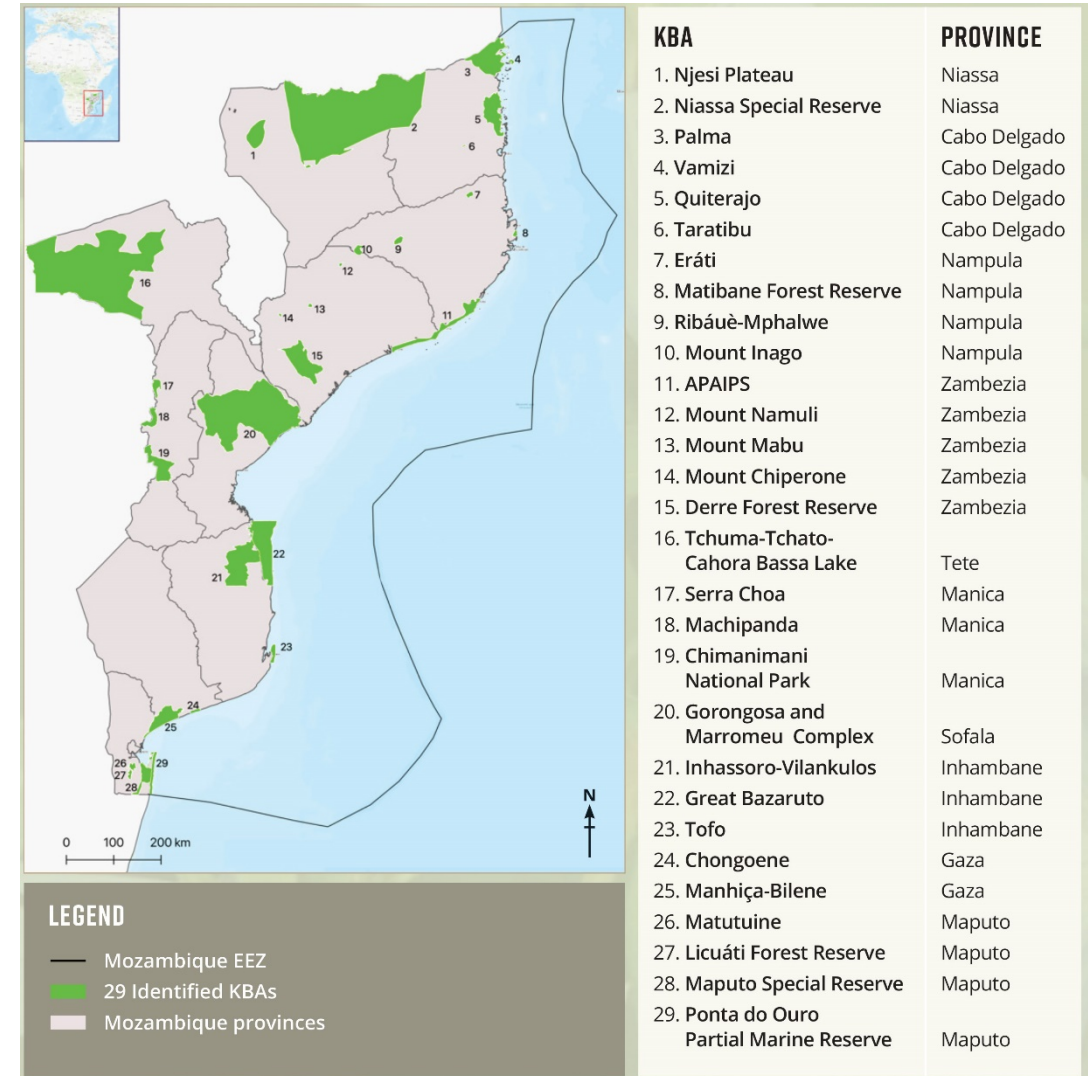 1
2
3
4
5
6
7
8
9
10
11
12
13
14
15
16
17
18
19
20
21
22
23
24
25
26
27
28
29
N
0 100 200 km
LEGEND
Mozambique EEZ
29 Identified KBAs
Mozambique provinces
KBA PROVINCE
1. Njesi Plateau Niassa
2. Niassa Special Reserve Niassa
3. Palma Cabo Delgado
4. Vamizi Cabo Delgado
5. Quiterajo Cabo Delgado
6. Taratibu Cabo Delgado
7. Eráti Nampula
8. Matibane Forest Reserve Nampula
9. Ribáuè-Mphalwe Nampula
10. Mount Inago Nampula
11. APAIPS Zambezia
12. Mount Namuli Zambezia
13. Mount Mabu Zambezia
14. Mount Chiperone Zambezia
15. Derre Forest Reserve Zambezia
16. Tchuma-Tchato-
Cahora Bassa Lake Tete
17. Serra Choa Manica
18. Machipanda Manica
19. Chimanimani
National Park Manica
20. Gorongosa and
Marromeu Complex Sofala
21. Inhassoro-Vilankulos Inhambane
22. Great Bazaruto Inhambane
23. Tofo Inhambane
24. Chongoene Gaza
25. Manhiça-Bilene Gaza
26. Matutuine Maputo
27. Licuáti Forest Reserve Maputo
28. Maputo Special Reserve Maputo
29. Ponta do Ouro
Partial Marine Reserve Maputo